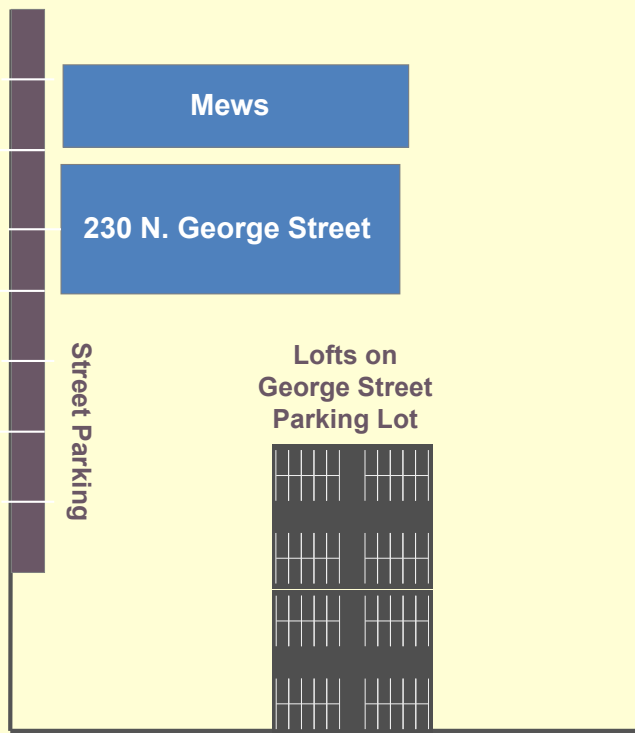 Mews
230 N. George Street
Street Parking
Lofts on
George Street
Parking Lot